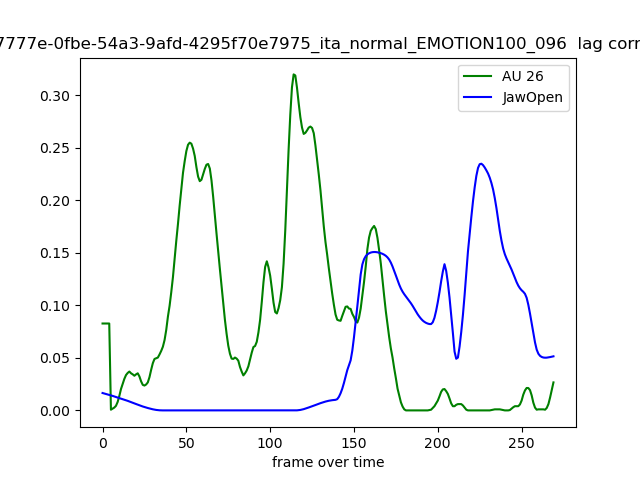 7777e-0fbe-54a3-9afd-4295f70e7975_ita_normal_EMOTION100_096 lag corr
AU 26
JawOpen
0.30
0.25
0.20
0.15
0.10
0.05
0.00
0 50 100 150 200 250
frame over time